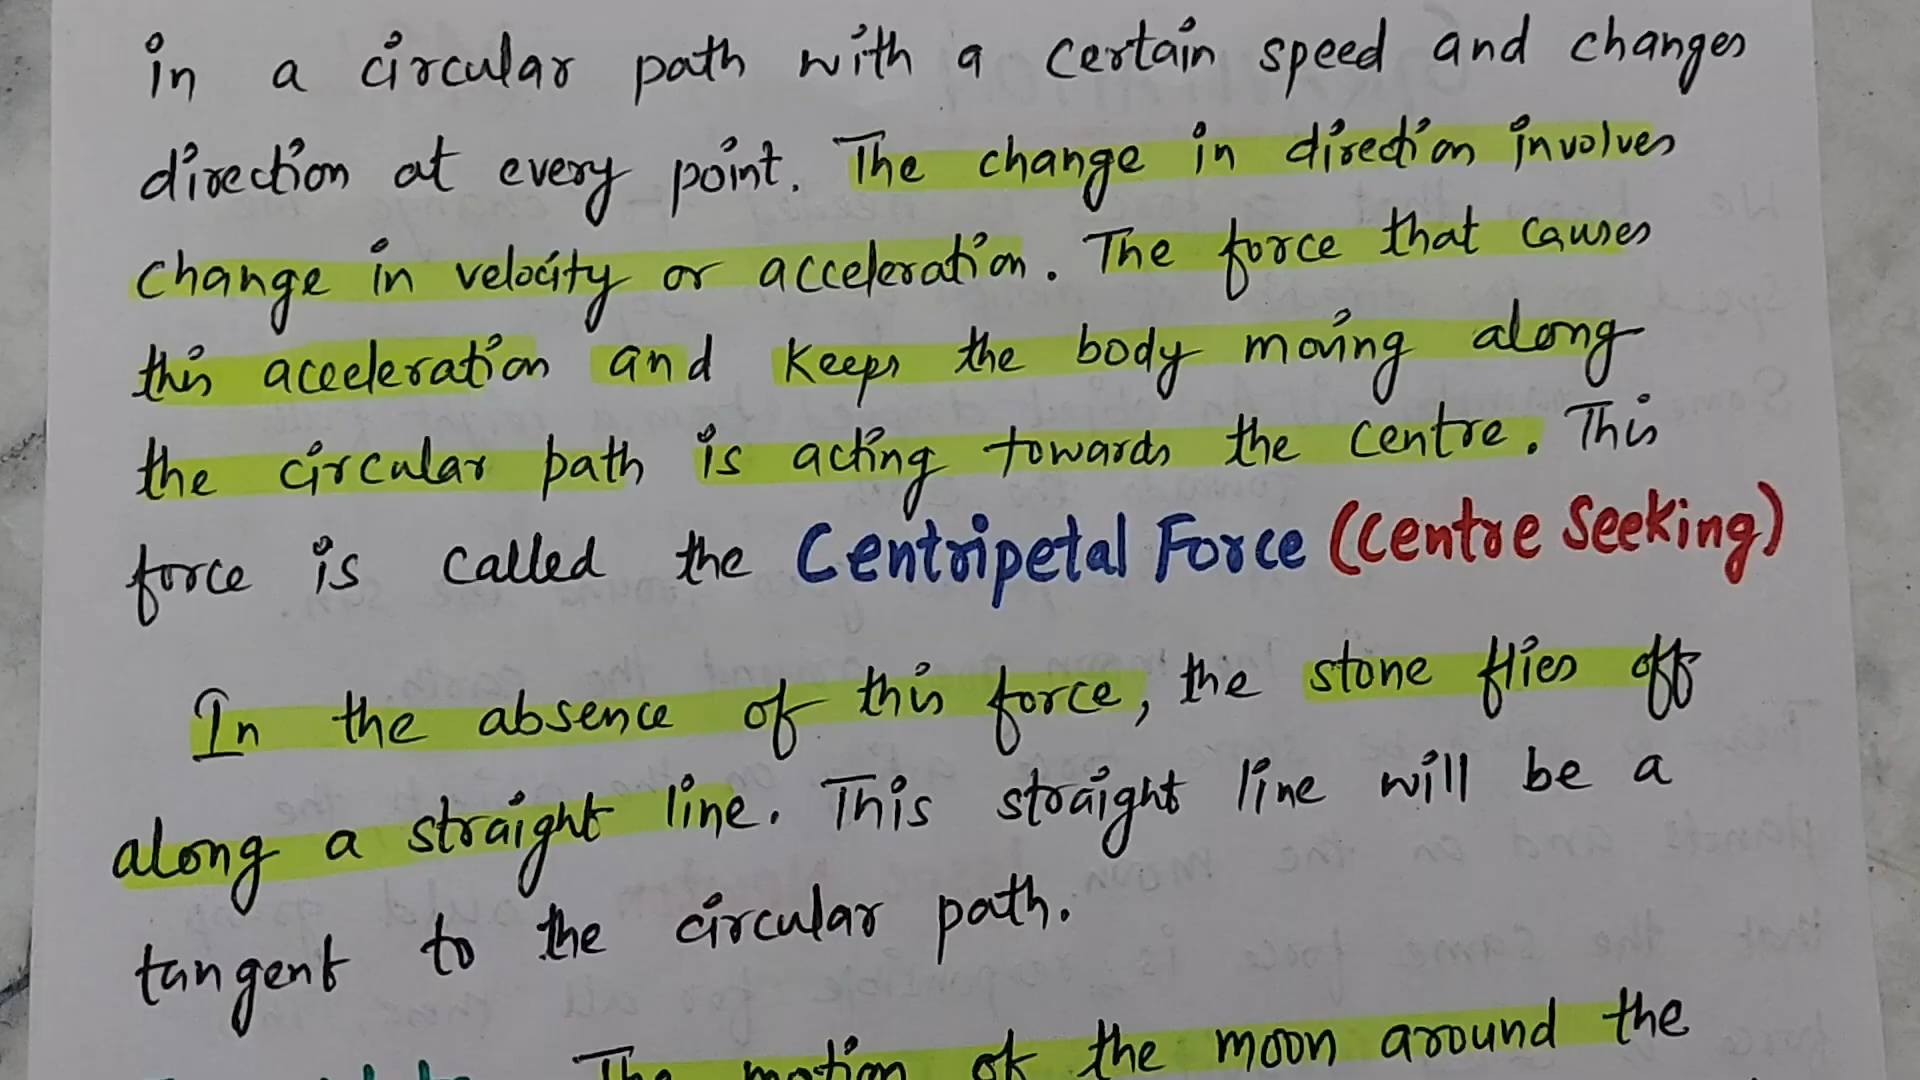 in a circular path with a certain speed and changes
direction at every point. The change in direction involves
change in velocity or acceleration. The force that causes
this acceleration and keeps the body moving along
the circular path is acting towards the centre. This
force is called the Centripetal Force (Centre Seeking)
In the absence of this force, the stone flies off
along a straight line. This straight line will be a
tangent to the circular path.
The motion of the moon around the